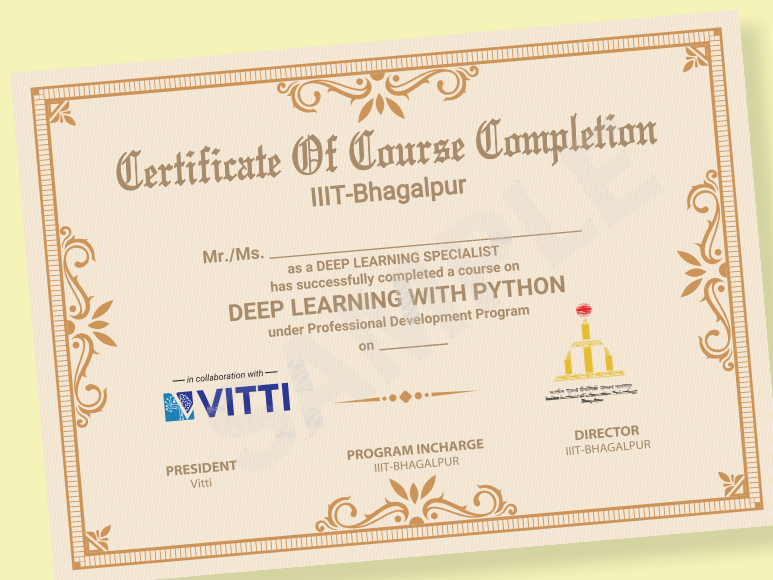 Certificate Of Course Completion
IIIT-Bhagalpur
Mr./Ms.
as a DEEP LEARNING SPECIALIST
has successfully completed a course on
DEEP LEARNING WITH PYTHON
under Professional Development Program
on
in collaboration with
VITTI
SAMPLE
PRESIDENT
Vitti
PROGRAM INCHARGE
IIIT-BHAGALPUR
DIRECTOR
IIIT-BHAGALPUR